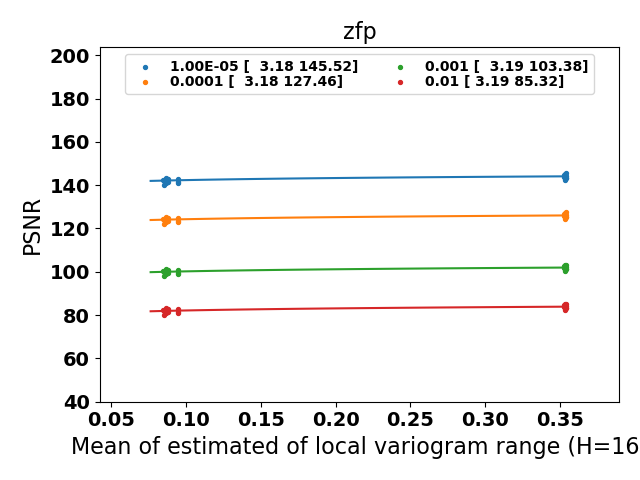 zfp
1.00E-05 [  3.18 145.52]
0.0001 [  3.18 127.46]
0.001 [  3.19 103.38]
0.01 [ 3.19 85.32]
PSNR
200
180
160
140
120
100
80
60
40
0.05 0.10 0.15 0.20 0.25 0.30 0.35
Mean of estimated of local variogram range (H=16